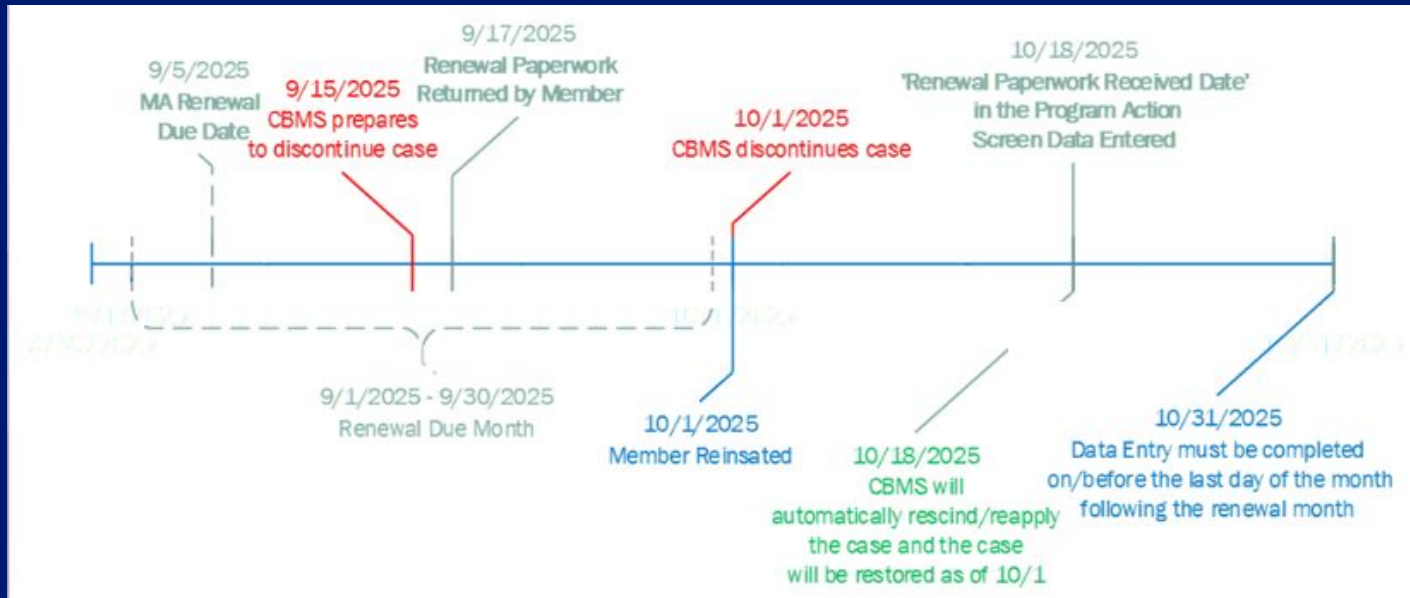 9/5/2025
MA Renewal
Due Date
9/15/2025
CBMS prepares
to discontinue case
9/17/2025
Renewal Paperwork
Returned by Member
10/1/2025
CBMS discontinues case
10/18/2025
'Renewal Paperwork Received Date'
in the Program Action
Screen Data Entered
9/1/2025 - 9/30/2025
Renewal Due Month
10/1/2025
Member Reinsated
10/18/2025
CBMS will
automatically rescind/reapply
the case and the case
will be restored as of 10/1
10/31/2025
Data Entry must be completed
on/before the last day of the month
following the renewal month